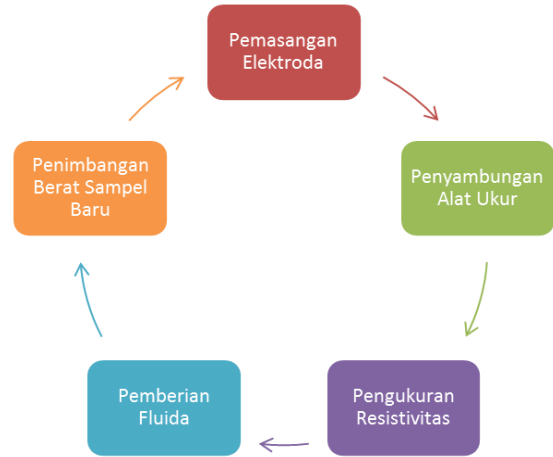 Pemasangan
Elektroda
Penyambungan
Alat Ukur
Pengukuran
Resistivitas
Pemberian
Fluida
Penimbangan
Berat Sampel
Baru